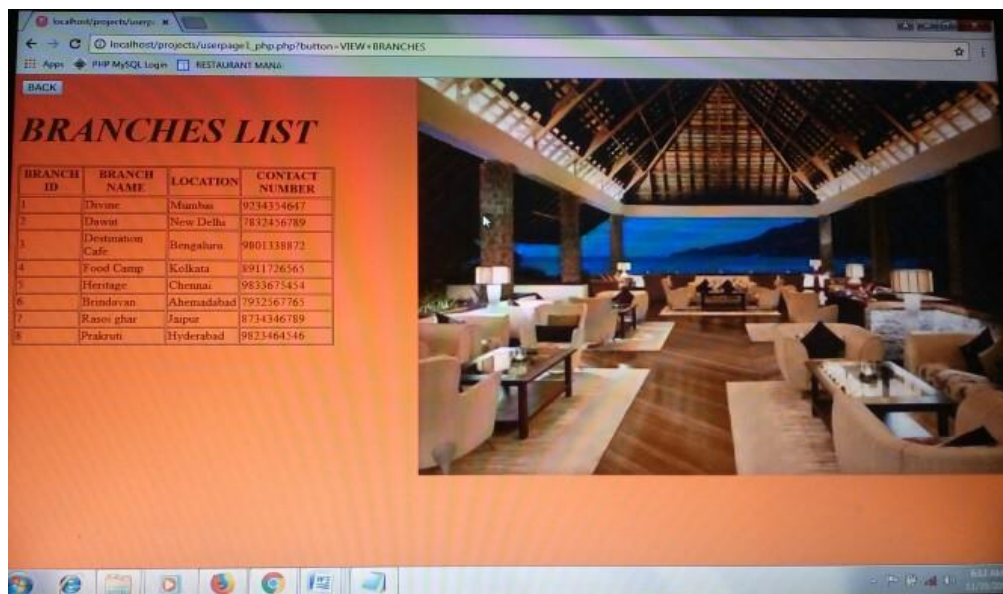 localhost/projects/userp
localhost/projects/userpage1_php.php?button=VIEW+BRANCHES
Apps PHP MySQL Login RESTAURANT MANA
BACK
BRANCHES LIST
BRANCH ID BRANCH NAME LOCATION CONTACT NUMBER
1 Divine Mumbai 9234354647
2 Dawat New Delhi 7832456789
3 Destination Cafe Bengaluru 9801338872
4 Food Camp Kolkata 8911726565
5 Heritage Chennai 9833675454
6 Brindavan Ahemadabad 7932567765
7 Rasoi ghar Jaipur 8734346789
8 Prakruti Hyderabad 9823464546